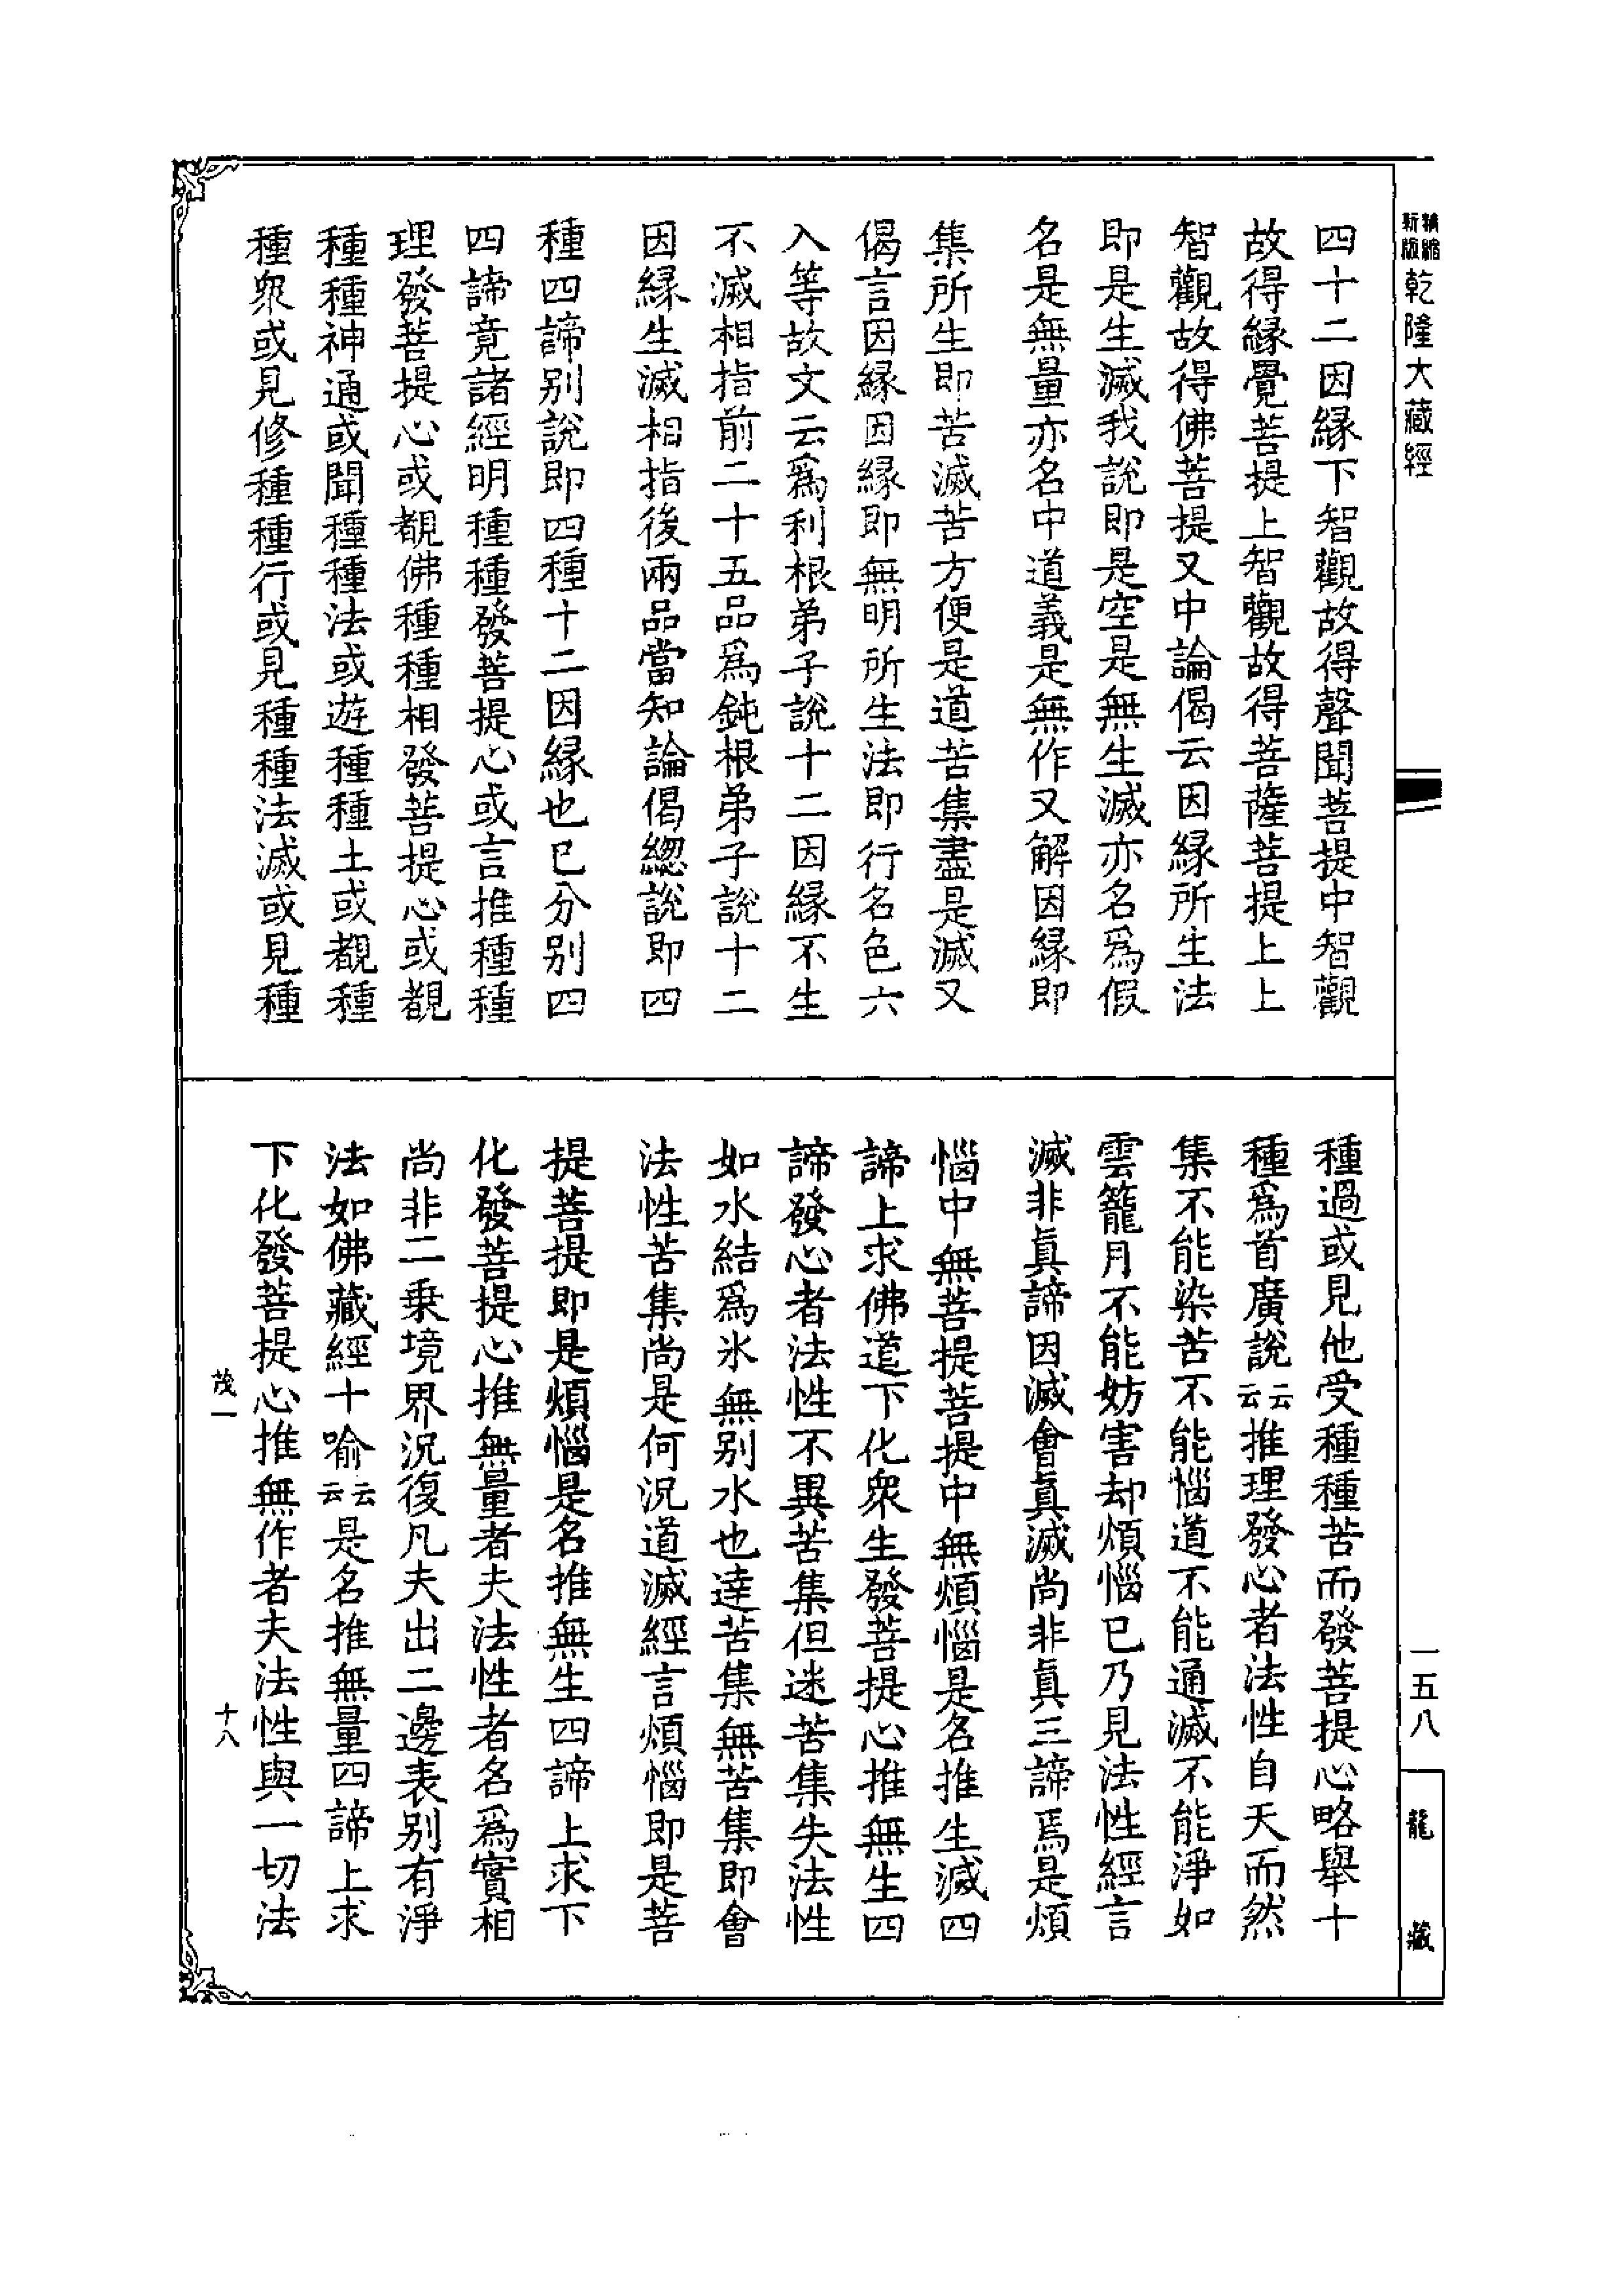 精縮
新版
乾隆大藏經
四十二因緣下智觀故得聲聞菩提中智觀
故得緣覺菩提上智觀故得菩薩菩提上上
智觀故得佛菩提又中論偈云因緣所生法
即是生滅我說即是空是無生滅亦名爲假
名是無量亦名中道義是無作又解因緣即
集所生即苦滅苦方便是道苦集盡是滅又
偈言因緣因緣即無明所生法即行名色六
入等故文云爲利根弟子說十二因緣不生
不滅相指前二十五品爲鈍根弟子說十二
因緣生滅相指後兩品當知論偈總說即四
種四諦別說即四種十二因緣也已分別四
四諦竟諸經明種種發菩提心或言推種種
理發菩提心或覩佛種種相發菩提心或覩
種種神通或聞種種法或遊種種土或覩種
種衆或見修種種行或見種種法滅或見種
種過或見他受種種苦而發菩提心略舉十
種爲首廣說云云推理發心者法性自天而然
集不能染苦不能惱道不能通滅不能淨如
雲籠月不能妨害却煩惱已乃見法性經言
滅非眞諦因滅會眞滅尚非眞三諦焉是煩
惱中無菩提菩提中無煩惱是名推生滅四
諦上求佛道下化衆生發菩提心推無生四
諦發心者法性不異苦集但迷苦集失法性
如水結爲氷無別水也達苦集無苦集即會
法性苦集尚是何況道滅經言煩惱即是菩
提菩提即是煩惱是名推無生四諦上求下
化發菩提心推無量者夫法性者名爲實相
尚非二乗境界況復凡夫出二邊表別有淨
法如佛藏經十喻云云是名推無量四諦上求
下化發菩提心推無作者夫法性與一切法
茂一
十八
一五八
龍藏